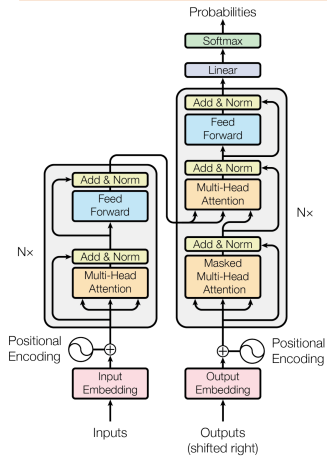 Probabilities
Softmax
Linear
Add & Norm
Feed
Forward
Add & Norm
Multi-Head
Attention
Add & Norm
Masked
Multi-Head
Attention
N×
Add & Norm
Feed
Forward
N×
Add & Norm
Multi-Head
Attention
Positional
Encoding
Positional
Encoding
Input
Embedding
Output
Embedding
Inputs
Outputs
(shifted right)